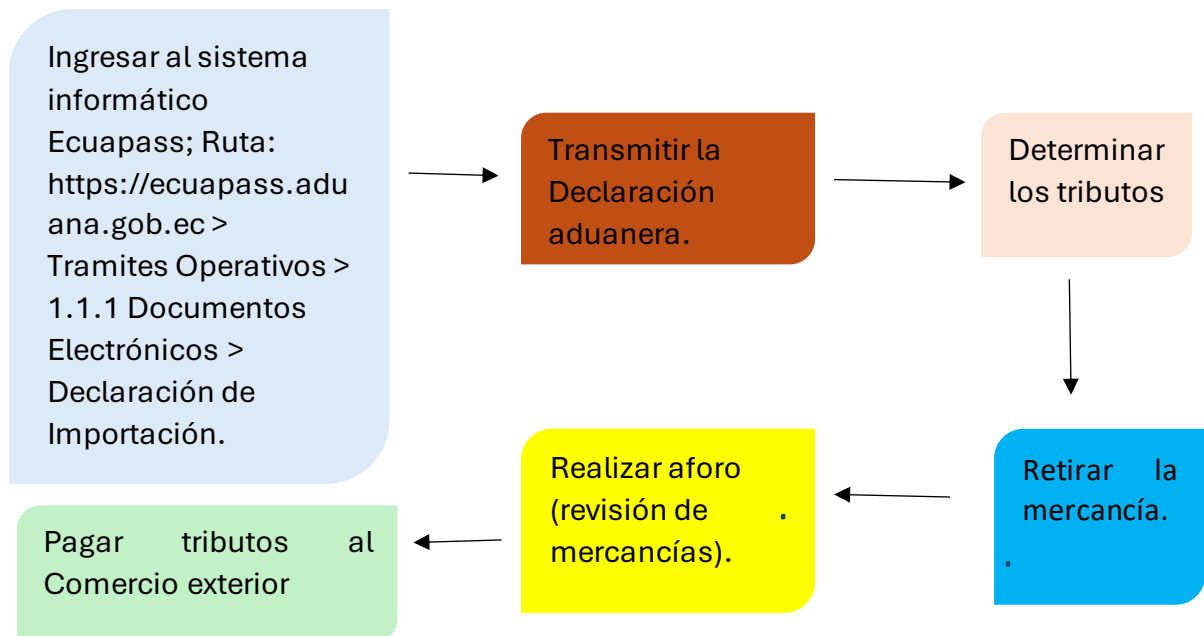 Ingresar al sistema
informático
Ecuapass; Ruta:
https://ecuapass.adu
ana.gob.ec >
Tramites Operativos >
1.1.1 Documentos
Electrónicos >
Declaración de
Importación.
Transmitir la
Declaración
aduanera.
Determinar
los tributos
Retirar la
mercancía.
.
Realizar aforo
(revisión de .
mercancías).
Pagar tributos al
Comercio exterior